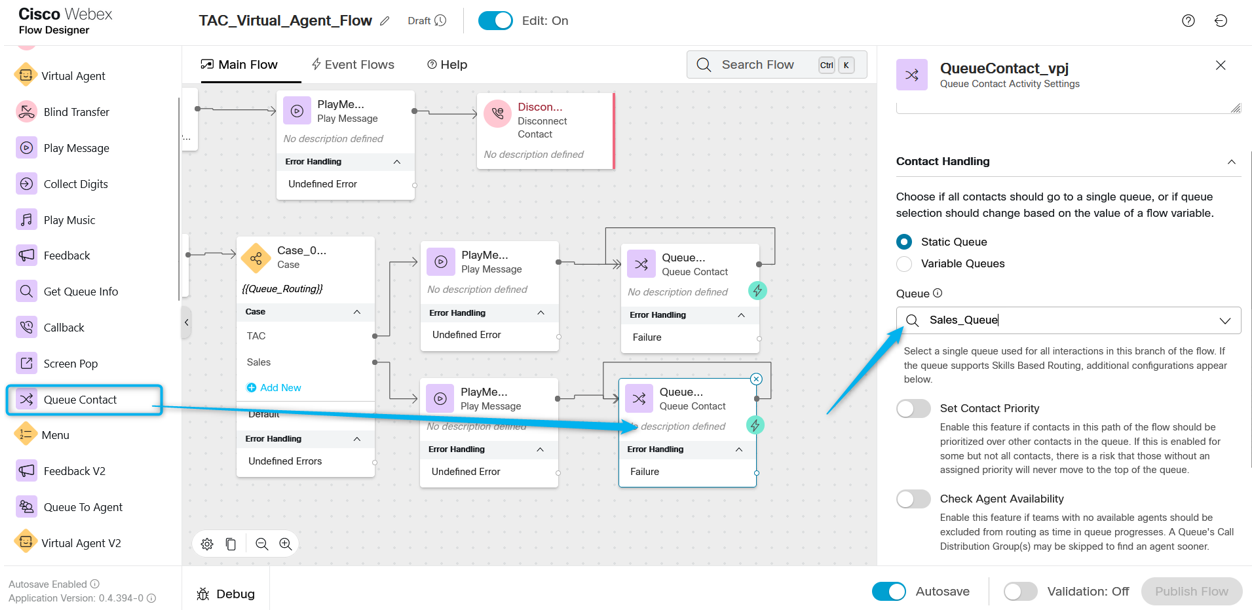 Cisco Webex
Flow Designer
TAC_Virtual_Agent_Flow
Draft
Edit: On
Virtual Agent
Blind Transfer
Play Message
Collect Digits
Play Music
Feedback
Get Queue Info
Callback
Screen Pop
Queue Contact
Menu
Feedback V2
Queue To Agent
Virtual Agent V2
Autosave Enabled
Application Version: 0.4.394-0
Main Flow
Event Flows
Help
Search Flow
Ctrl K
...
PlayMe...
Play Message
No description defined
Error Handling
Undefined Error
Discon...
Disconnect
Contact
No description defined
Case_0...
Case
{{Queue_Routing}}
Case
TAC
Sales
Add New
Default
Error Handling
Undefined Errors
PlayMe...
Play Message
No description defined
Error Handling
Undefined Error
Queue...
Queue Contact
No description defined
Error Handling
Failure
PlayMe...
Play Message
No description defined
Error Handling
Undefined Error
Queue...
Queue Contact
description defined
Error Handling
Failure
Debug
QueueContact_vpj
Queue Contact Activity Settings
Contact Handling
Choose if all contacts should go to a single queue, or if queue
selection should change based on the value of a flow variable.
Static Queue
Variable Queues
Queue
Sales_Queue
Select a single queue used for all interactions in this branch of the flow. If
the queue supports Skills Based Routing, additional configurations appear
below.
Set Contact Priority
Enable this feature if contacts in this path of the flow should be
prioritized over other contacts in the queue. If this is enabled for
some but not all contacts, there is a risk that those without an
assigned priority will never move to the top of the queue.
Check Agent Availability
Enable this feature if teams with no available agents should be
excluded from routing as time in queue progresses. A Queue's Call
Distribution Group(s) may be skipped to find an agent sooner.
Autosave
Validation: Off
Publish Flow